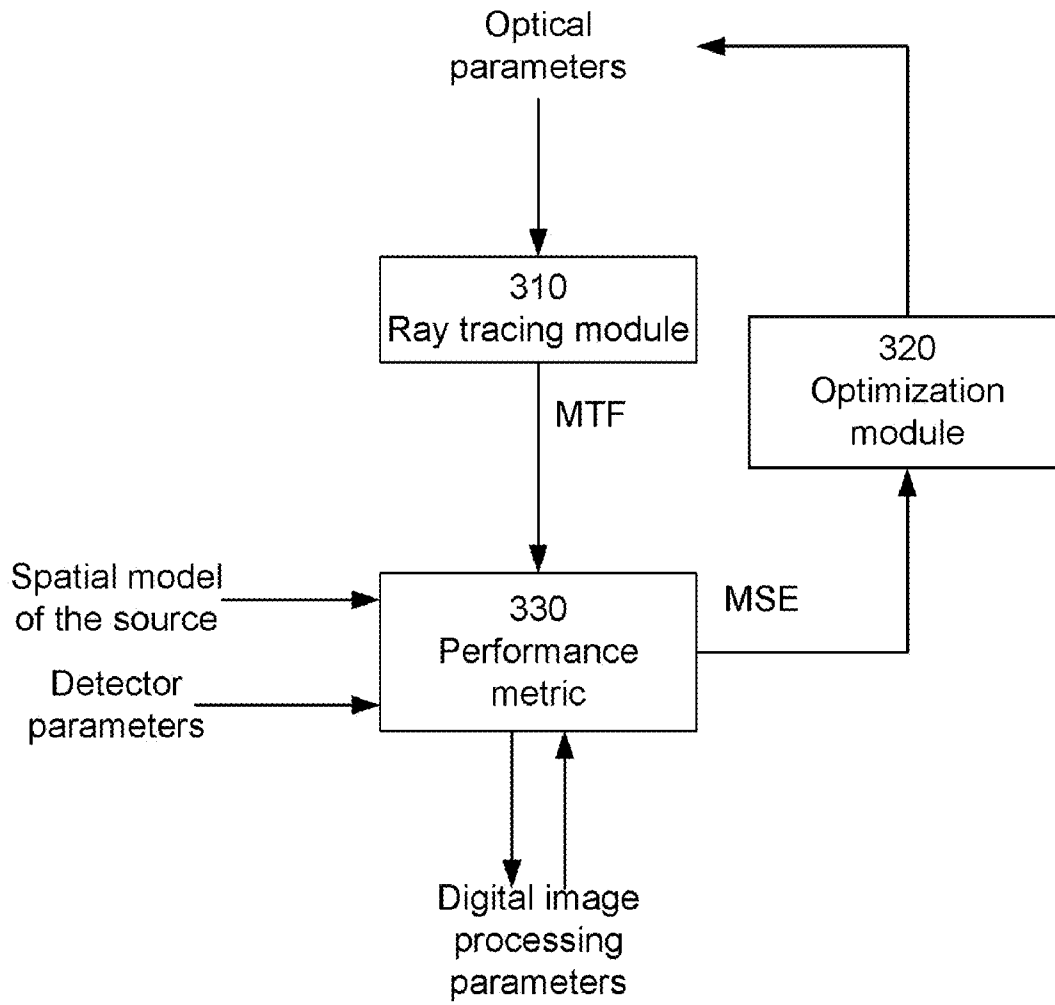 Optical
parameters
310
Ray tracing module
320
Optimization
module
MTF
Spatial model
of the source
330
Performance
metric
MSE
Detector
parameters
Digital image
processing
parameters